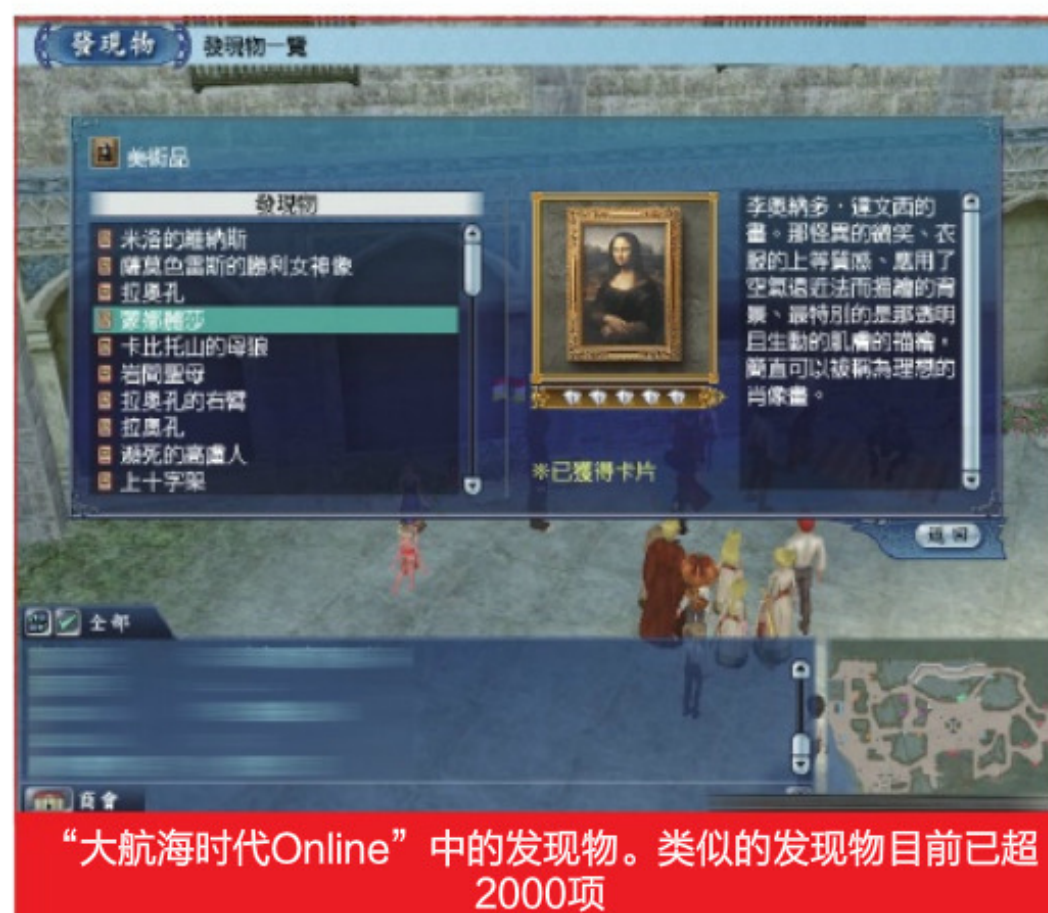 發現物
發現物一覽
美術品
發現物
米洛的維納斯
薩莫色雷斯的勝利女神像
拉奧孔
蒙娜麗莎
卡比托山的母狼
岩間聖母
拉奧孔的右臂
拉奧孔
瀕死的高盧人
上十字架
※已獲得卡片
李奧納多・達文西的
畫。那怪異的微笑、衣
服的上等質感、應用了
空氣遠近法而描繪的背
景、最特別的是那透明
且生動的肌膚的描繪，
簡直可以被稱為理想的
肖像畫。
返回
全部
商會
“大航海时代Online”中的发现物。类似的发现物目前已超
2000项